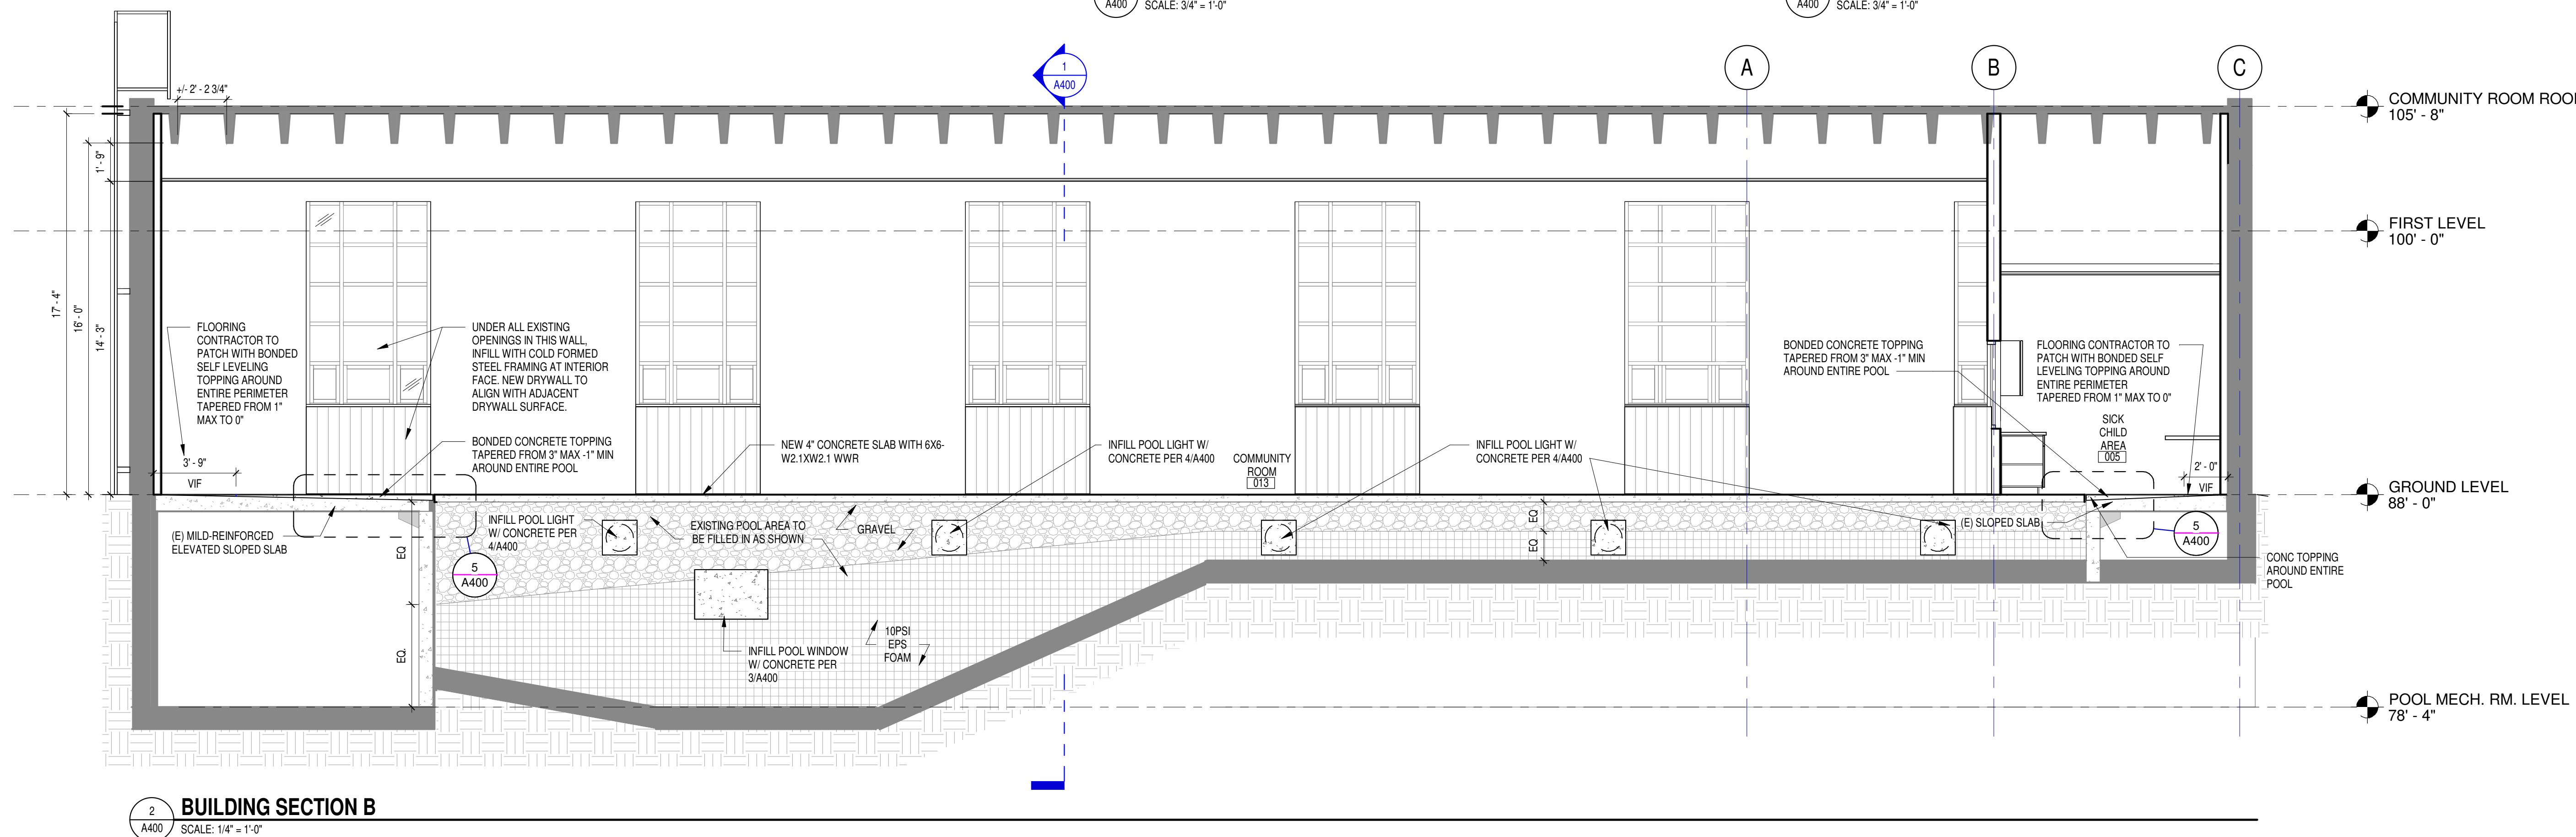 A400
SCALE: 3/4" = 1'-0"
A400
SCALE: 3/4" = 1'-0"
1
A400
A
B
C
+/- 2' - 2 3/4"
COMMUNITY ROOM ROO
105' - 8"
1' - 9"
FIRST LEVEL
100' - 0"
17' - 4"
16' - 0"
14' - 3"
FLOORING
CONTRACTOR TO
PATCH WITH BONDED
SELF LEVELING
TOPPING AROUND
ENTIRE PERIMETER
TAPERED FROM 1"
MAX TO 0"
UNDER ALL EXISTING
OPENINGS IN THIS WALL,
INFILL WITH COLD FORMED
STEEL FRAMING AT INTERIOR
FACE. NEW DRYWALL TO
ALIGN WITH ADJACENT
DRYWALL SURFACE.
BONDED CONCRETE TOPPING
TAPERED FROM 3" MAX -1" MIN
AROUND ENTIRE POOL
FLOORING CONTRACTOR TO
PATCH WITH BONDED SELF
LEVELING TOPPING AROUND
ENTIRE PERIMETER
TAPERED FROM 1" MAX TO 0"
SICK
CHILD
AREA
005
BONDED CONCRETE TOPPING
TAPERED FROM 3" MAX -1" MIN
AROUND ENTIRE POOL
NEW 4" CONCRETE SLAB WITH 6X6-
W2.1XW2.1 WWR
INFILL POOL LIGHT W/
CONCRETE PER 4/A400
COMMUNITY
ROOM
013
INFILL POOL LIGHT W/
CONCRETE PER 4/A400
3' - 9"
VIF
2' - 0"
VIF
GROUND LEVEL
88' - 0"
(E) MILD-REINFORCED
ELEVATED SLOPED SLAB
EQ
EQ.
INFILL POOL LIGHT
W/ CONCRETE PER
4/A400
EXISTING POOL AREA TO
BE FILLED IN AS SHOWN
GRAVEL
EQ
EQ
(E) SLOPED SLAB
5
A400
5
A400
CONC TOPPING
AROUND ENTIRE
POOL
10PSI
EPS
FOAM
INFILL POOL WINDOW
W/ CONCRETE PER
3/A400
POOL MECH. RM. LEVEL
78' - 4"
2
A400
BUILDING SECTION B
SCALE: 1/4" = 1'-0"